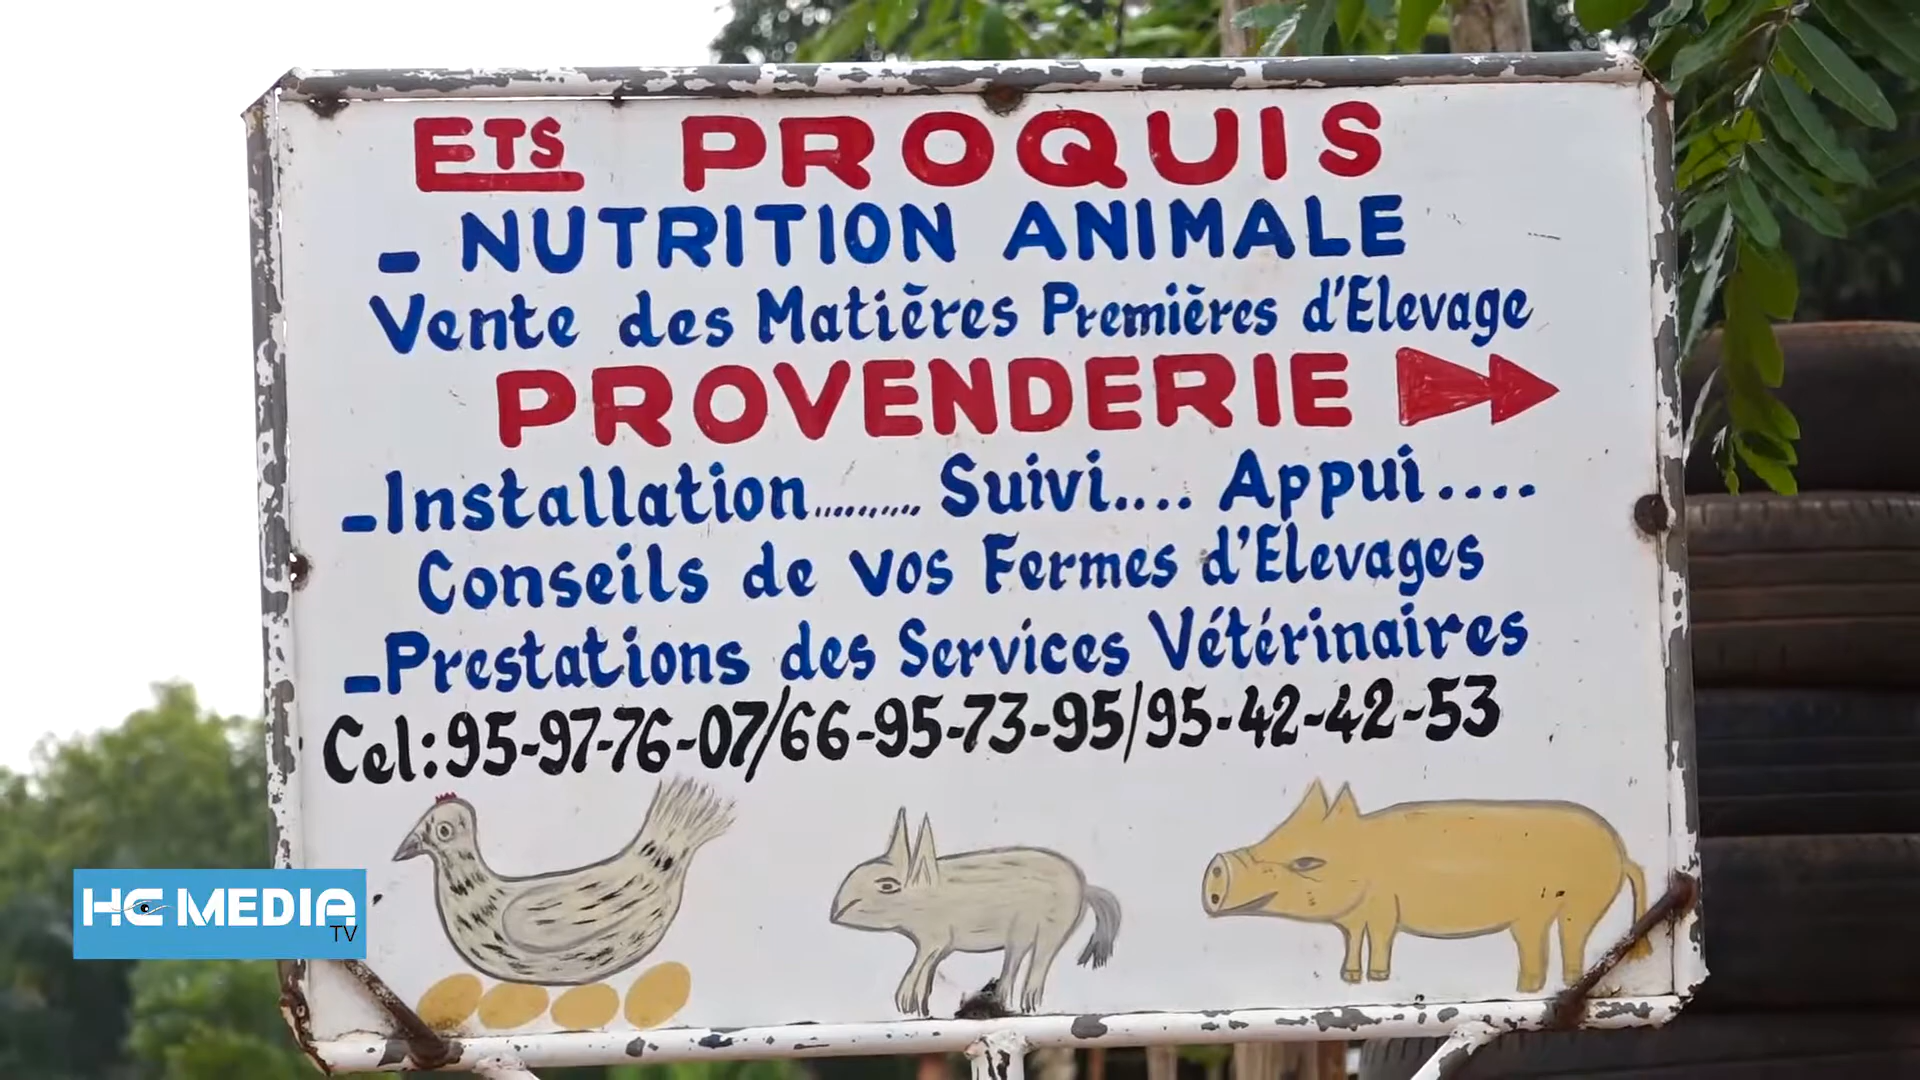 ETS PROQUIS
- NUTRITION ANIMALE
Vente des Matières Premières d'Elevage
PROVENDERIE
-Installation.......... Suivi.... Appui....
Conseils de vos Fermes d'Elevages
-Prestations des Services Vétérinaires
Cel:95-97-76-07/66-95-73-95/95-42-42-53
HC MEDIA
TV